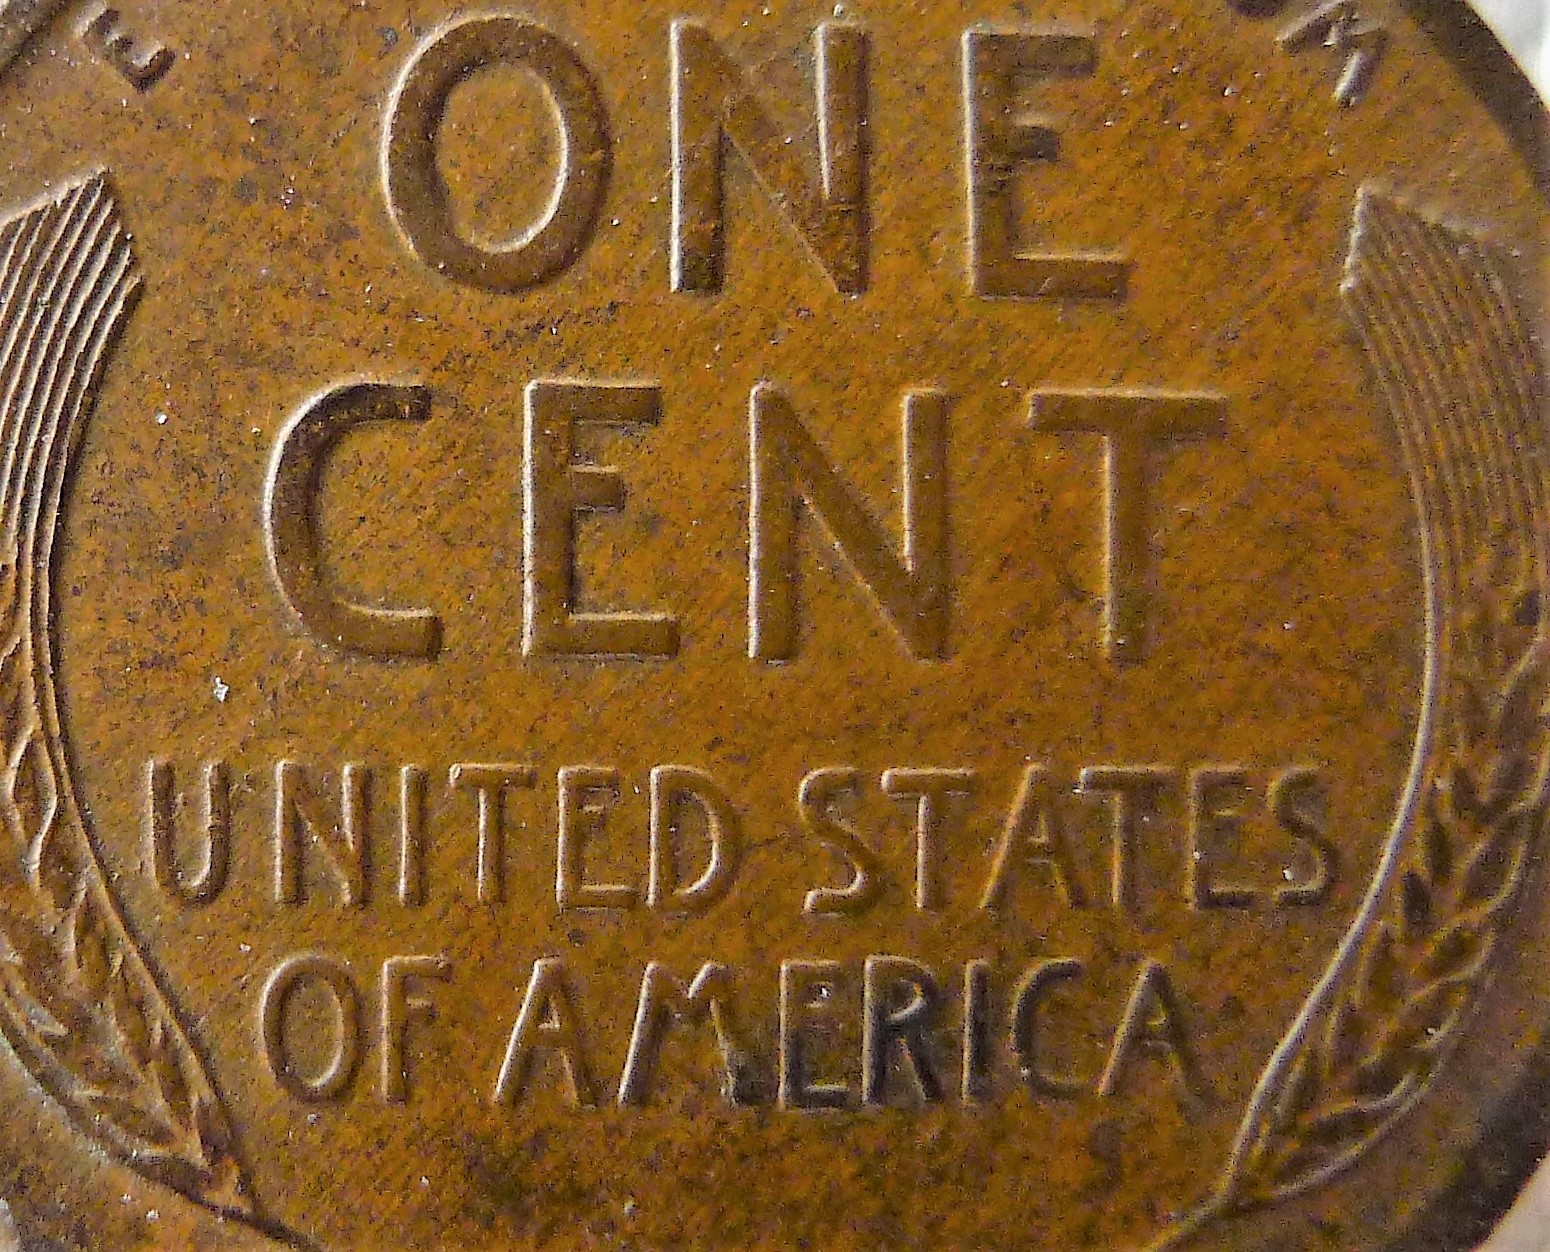 E
M
ONE
CENT
UNITED STATES
OF AMERICA